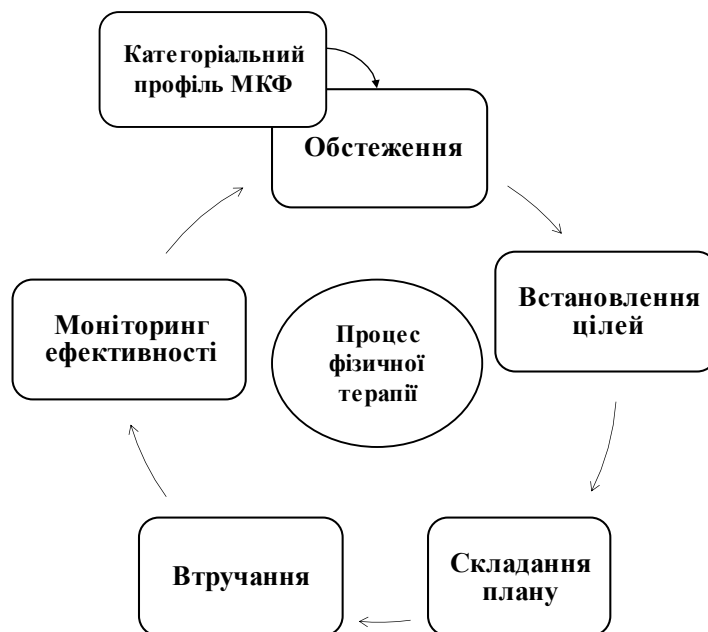 Категоріальний
профіль МКФ
Обстеження
Встановлення
цілей
Моніторинг
ефективності
Процес
фізичної
терапії
Складання
плану
Втручання